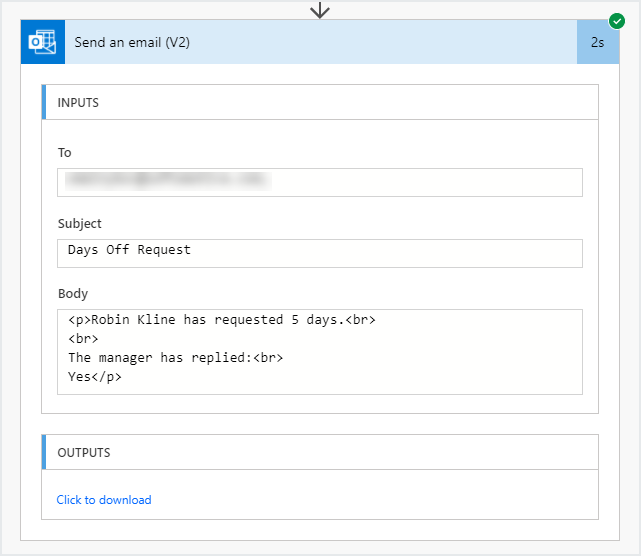 Send an email (V2)
2s
INPUTS
To
Subject
Days Off Request
Body
<p>Robin Kline has requested 5 days.<br>
<br>
The manager has replied:<br>
Yes</p>
OUTPUTS
Click to download